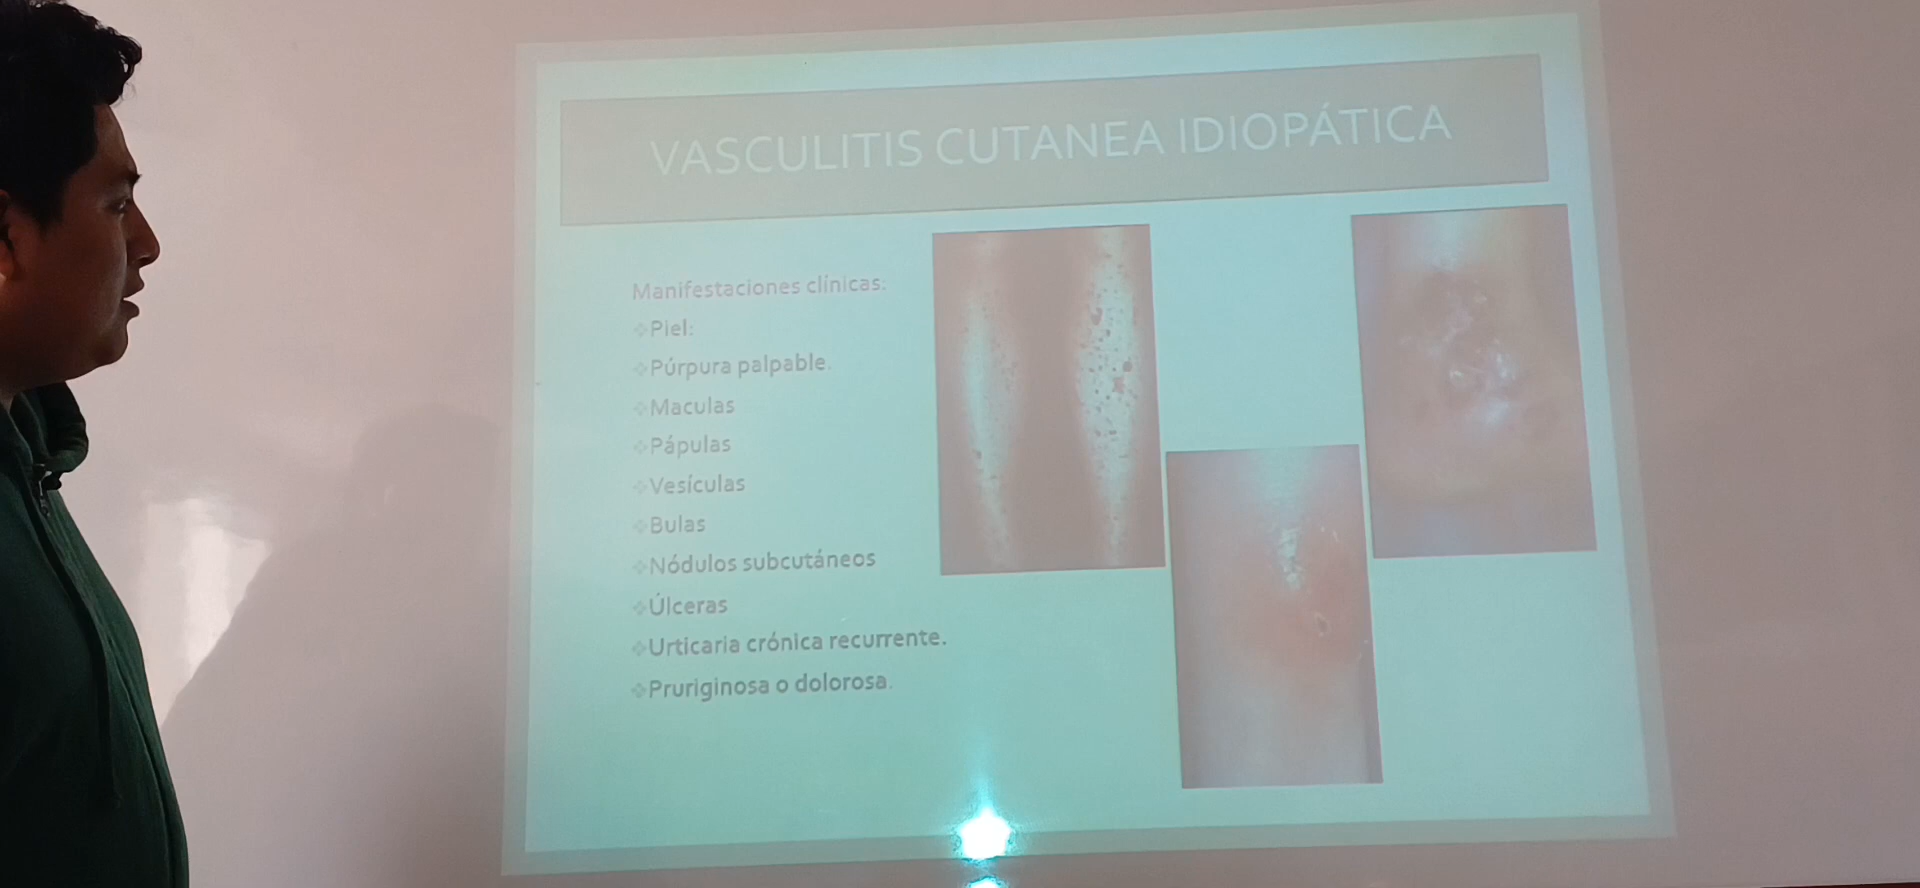 VASCULITIS CUTANEA IDIOPÁTICA
Manifestaciones clínicas:
Piel:
Púrpura palpable.
Maculas
Pápulas
Vesículas
Bulas
Nódulos subcutáneos
Úlceras
Urticaria crónica recurrente.
Pruriginosa o dolorosa.